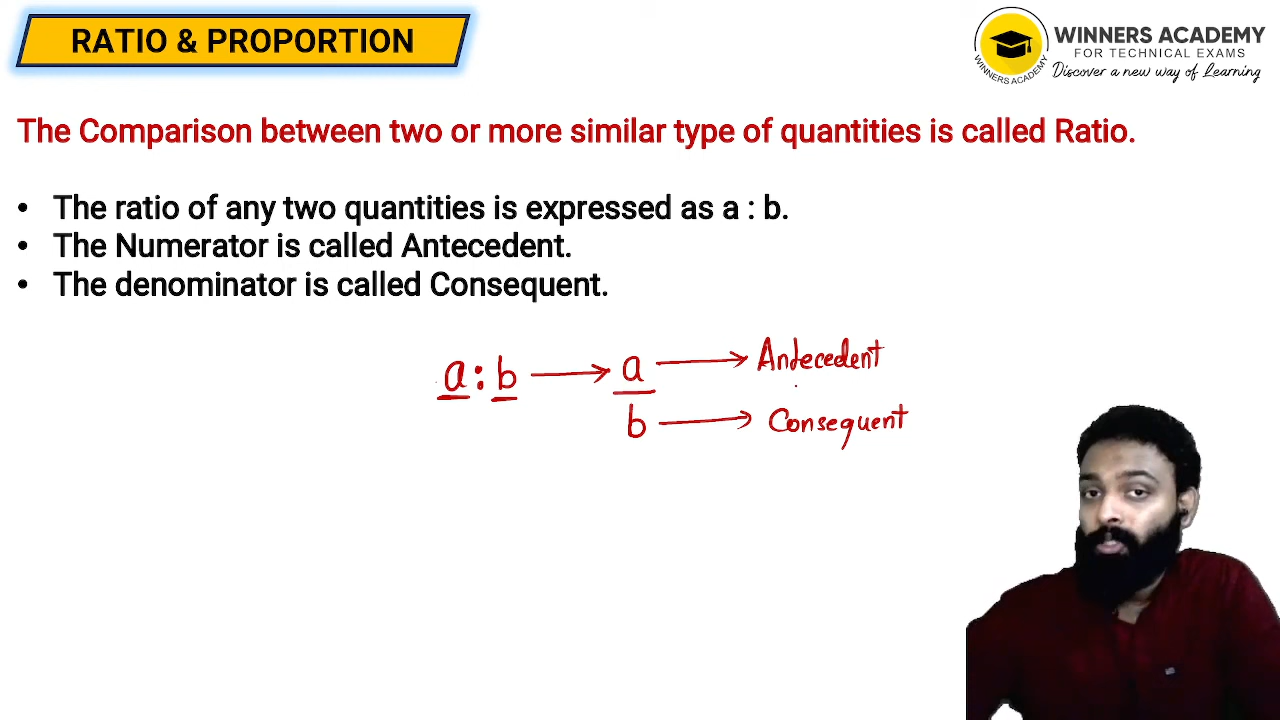 RATIO & PROPORTION
WINNERS ACADEMY
FOR TECHNICAL EXAMS
Discover a new way of Learning
WINNERS ACADEMY
The Comparison between two or more similar type of quantities is called Ratio.
• The ratio of any two quantities is expressed as a : b.
• The Numerator is called Antecedent.
• The denominator is called Consequent.
a : b → a → Antecedent
b → Consequent